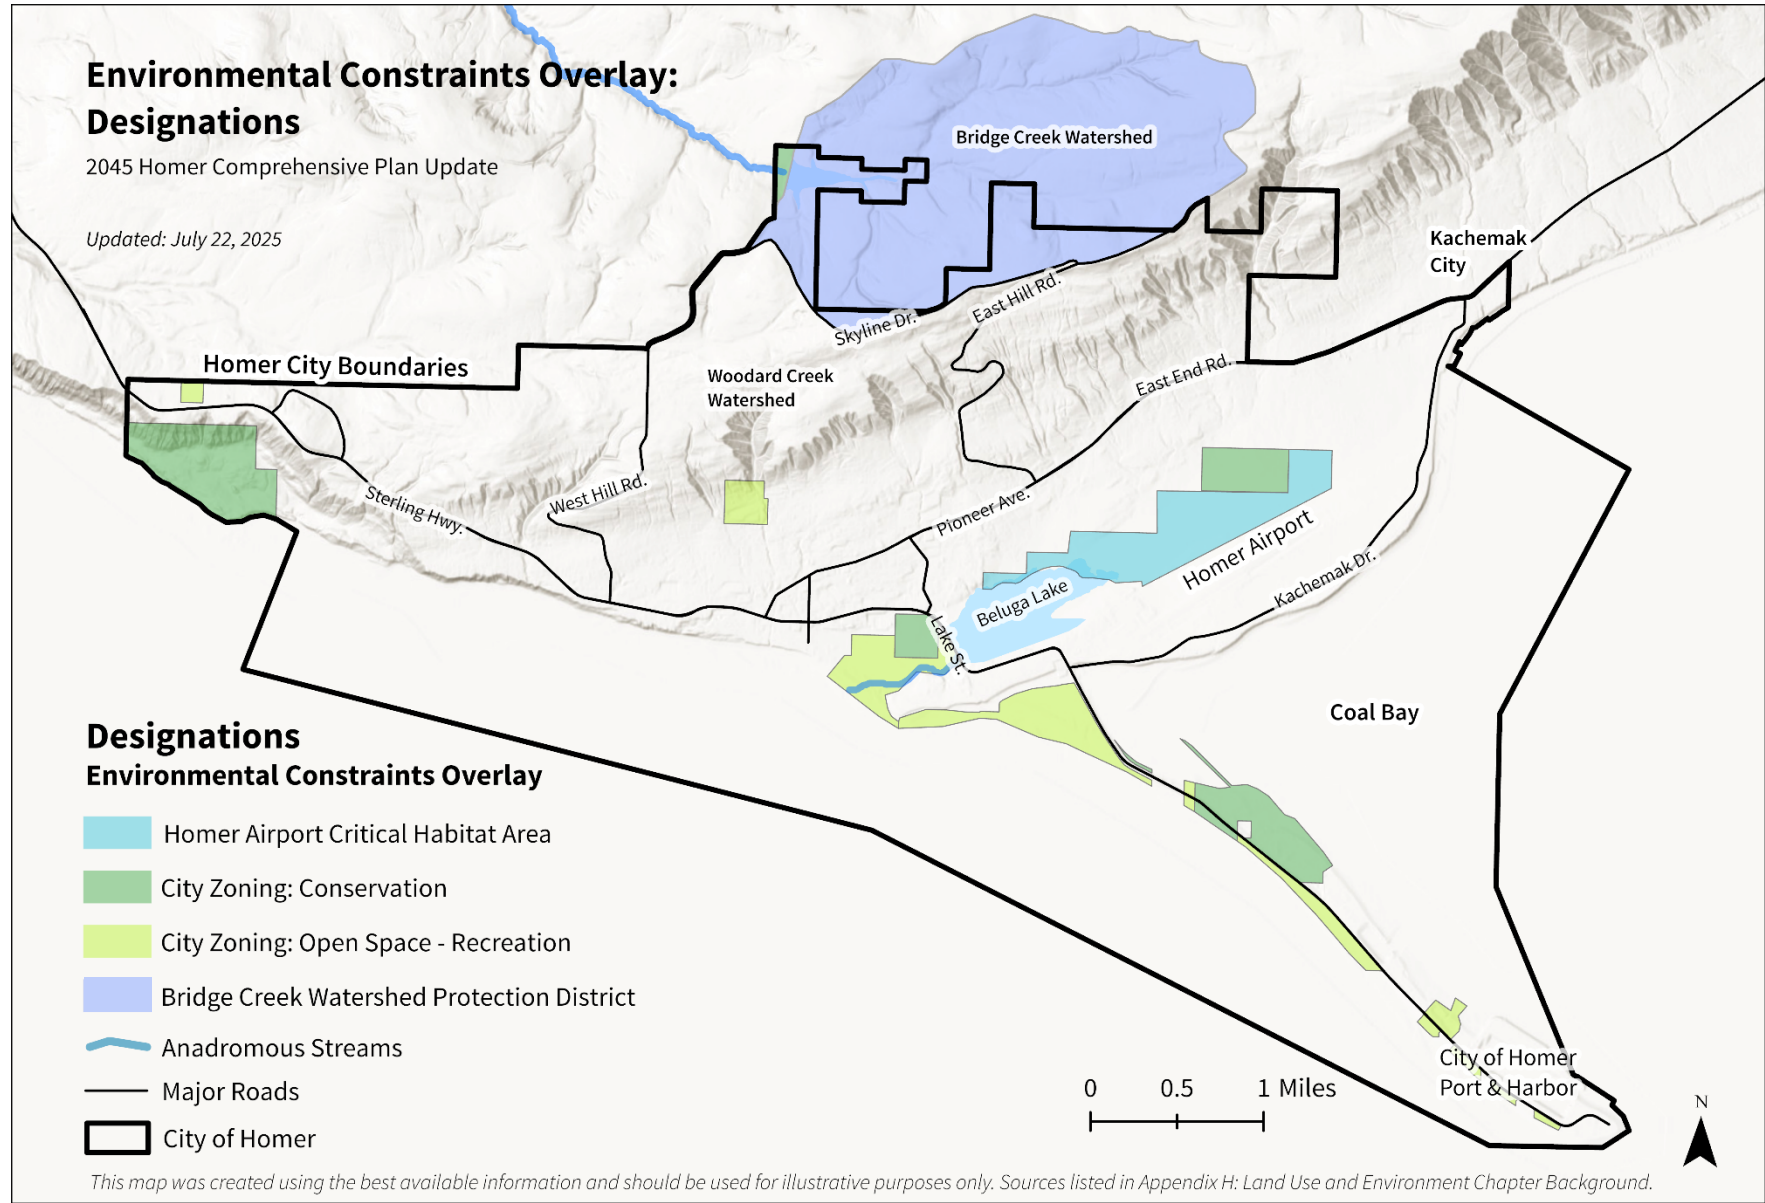 Environmental Constraints Overlay:
Designations
2045 Homer Comprehensive Plan Update
Updated: July 22, 2025
Bridge Creek Watershed
Kachemak
City
Skyline Dr.
East Hill Rd.
Homer City Boundaries
Woodard Creek
Watershed
East End Rd.
Sterling Hwy.
West Hill Rd.
Pioneer Ave.
Homer Airport
Kachemak Dr.
Beluga Lake
Lake St.
Coal Bay
Designations
Environmental Constraints Overlay
Homer Airport Critical Habitat Area
City Zoning: Conservation
City Zoning: Open Space - Recreation
Bridge Creek Watershed Protection District
Anadromous Streams
Major Roads
City of Homer
City of Homer
Port & Harbor
0 0.5 1 Miles
N
This map was created using the best available information and should be used for illustrative purposes only. Sources listed in Appendix H: Land Use and Environment Chapter Background.